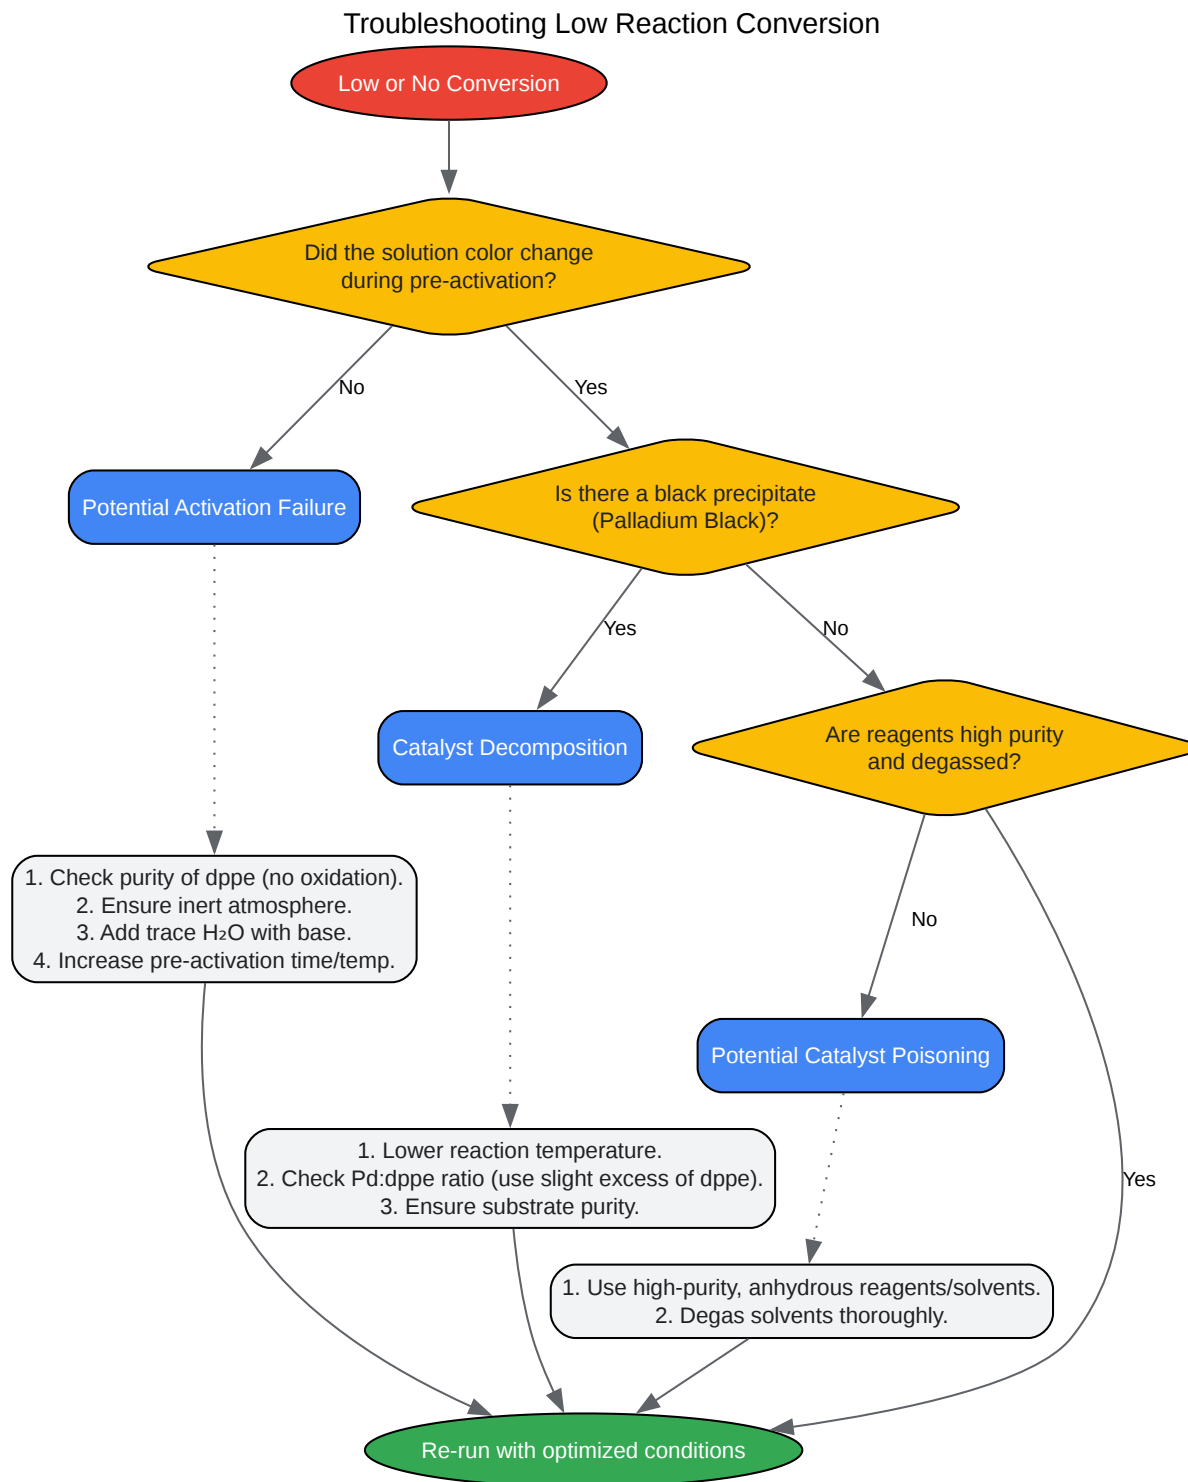 Troubleshooting Low Reaction Conversion
Low or No Conversion
Did the solution color change
during pre-activation?
No
Yes
Potential Activation Failure
Is there a black precipitate
(Palladium Black)?
Yes
No
Catalyst Decomposition
Are reagents high purity
and degassed?
1. Check purity of dppe (no oxidation).
2. Ensure inert atmosphere.
3. Add trace H₂O with base.
4. Increase pre-activation time/temp.
No
Potential Catalyst Poisoning
1. Lower reaction temperature.
2. Check Pd:dppe ratio (use slight excess of dppe).
3. Ensure substrate purity.
Yes
1. Use high-purity, anhydrous reagents/solvents.
2. Degas solvents thoroughly.
Re-run with optimized conditions